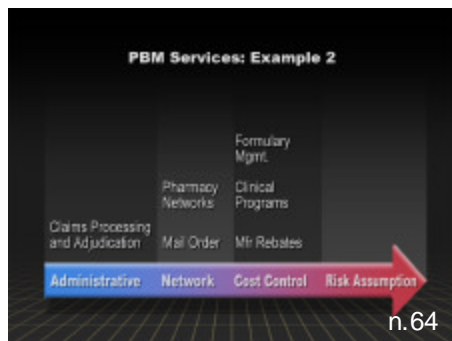 PBM Services: Example 2
Formulary
Mgmt.
Pharmacy Clinical
Networks Programs
Claims Processing
and Adjudication Mail Order Mfr Rebates
Administrative Network Cost Control Risk Assumption
n.64